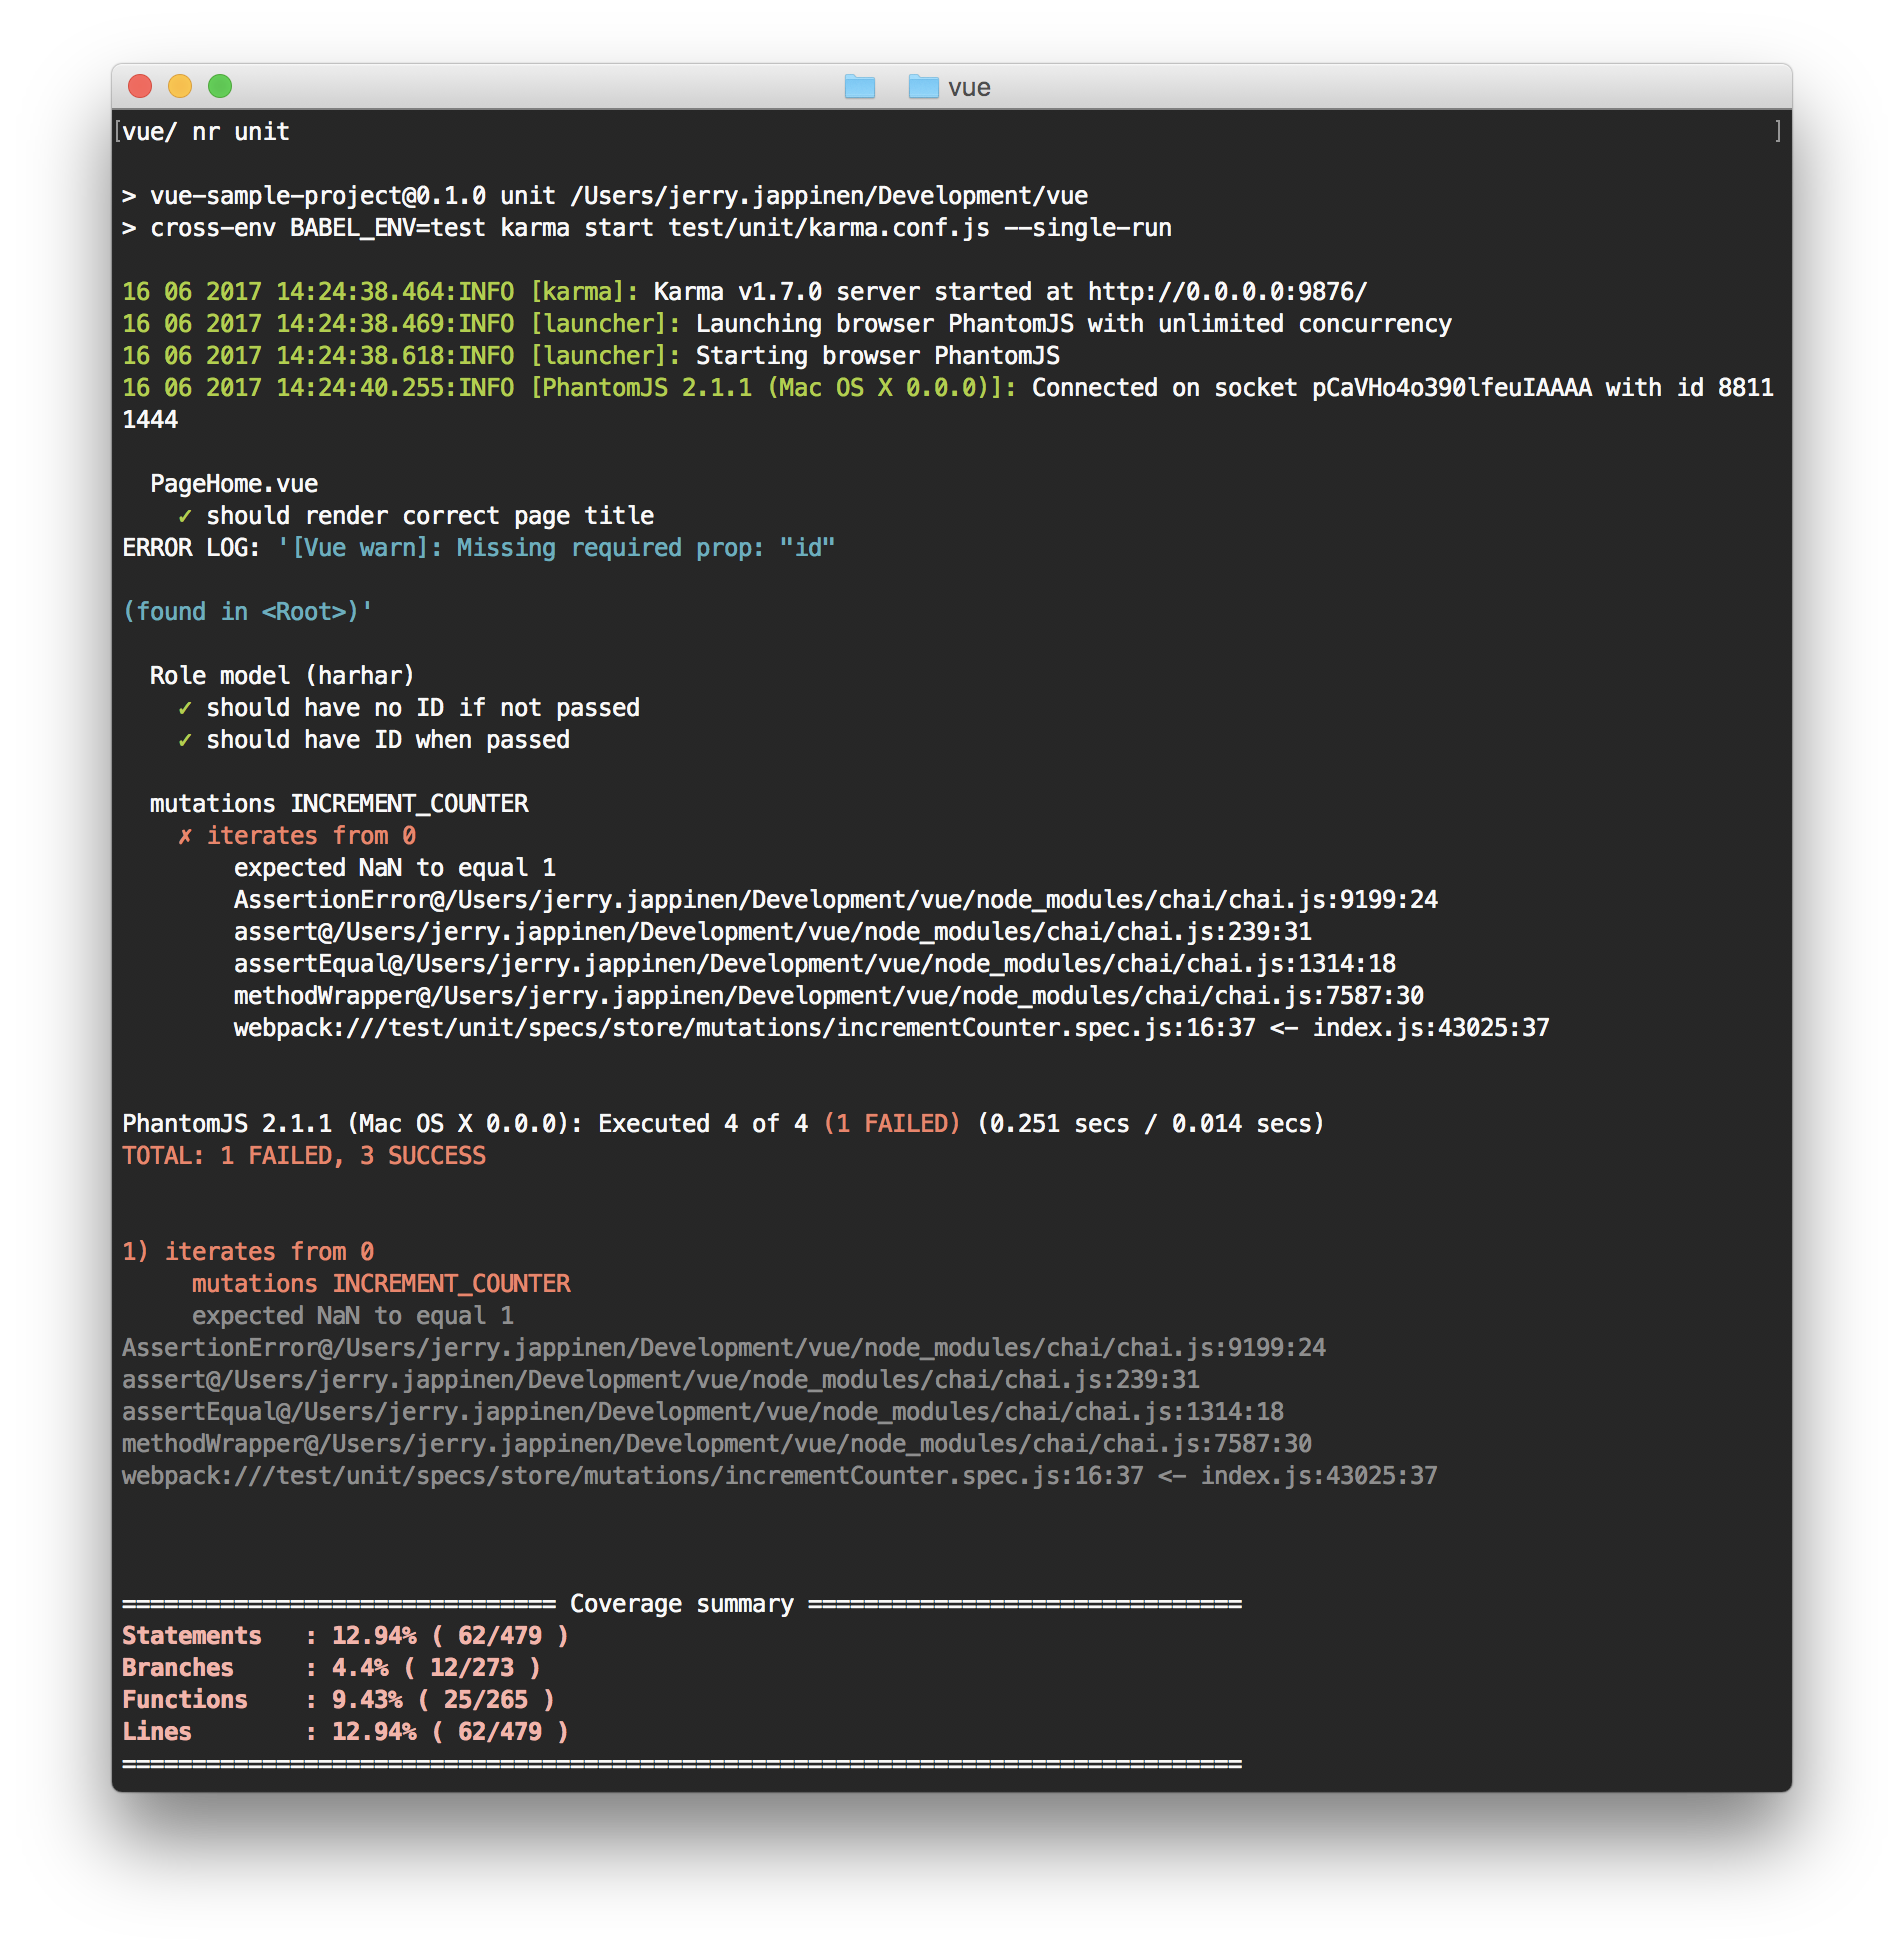 vue
[vue/ nr unit ]
> vue-sample-project@0.1.0 unit /Users/jerry.jappinen/Development/vue
> cross-env BABEL_ENV=test karma start test/unit/karma.conf.js --single-run
16 06 2017 14:24:38.464:INFO [karma]: Karma v1.7.0 server started at http://0.0.0.0:9876/
16 06 2017 14:24:38.469:INFO [launcher]: Launching browser PhantomJS with unlimited concurrency
16 06 2017 14:24:38.618:INFO [launcher]: Starting browser PhantomJS
16 06 2017 14:24:40.255:INFO [PhantomJS 2.1.1 (Mac OS X 0.0.0)]: Connected on socket pCaVHo4o390lfeuIAAAA with id 8811
1444
PageHome.vue
✓ should render correct page title
ERROR LOG: '[Vue warn]: Missing required prop: "id"
(found in <Root>)'
Role model (harhar)
✓ should have no ID if not passed
✓ should have ID when passed
mutations INCREMENT_COUNTER
✗ iterates from 0
expected NaN to equal 1
AssertionError@/Users/jerry.jappinen/Development/vue/node_modules/chai/chai.js:9199:24
assert@/Users/jerry.jappinen/Development/vue/node_modules/chai/chai.js:239:31
assertEqual@/Users/jerry.jappinen/Development/vue/node_modules/chai/chai.js:1314:18
methodWrapper@/Users/jerry.jappinen/Development/vue/node_modules/chai/chai.js:7587:30
webpack:///test/unit/specs/store/mutations/incrementCounter.spec.js:16:37 <- index.js:43025:37
PhantomJS 2.1.1 (Mac OS X 0.0.0): Executed 4 of 4 (1 FAILED) (0.251 secs / 0.014 secs)
TOTAL: 1 FAILED, 3 SUCCESS
1) iterates from 0
mutations INCREMENT_COUNTER
expected NaN to equal 1
AssertionError@/Users/jerry.jappinen/Development/vue/node_modules/chai/chai.js:9199:24
assert@/Users/jerry.jappinen/Development/vue/node_modules/chai/chai.js:239:31
assertEqual@/Users/jerry.jappinen/Development/vue/node_modules/chai/chai.js:1314:18
methodWrapper@/Users/jerry.jappinen/Development/vue/node_modules/chai/chai.js:7587:30
webpack:///test/unit/specs/store/mutations/incrementCounter.spec.js:16:37 <- index.js:43025:37
=============================== Coverage summary ===============================
Statements   : 12.94% ( 62/479 )
Branches     : 4.4% ( 12/273 )
Functions    : 9.43% ( 25/265 )
Lines        : 12.94% ( 62/479 )
================================================================================